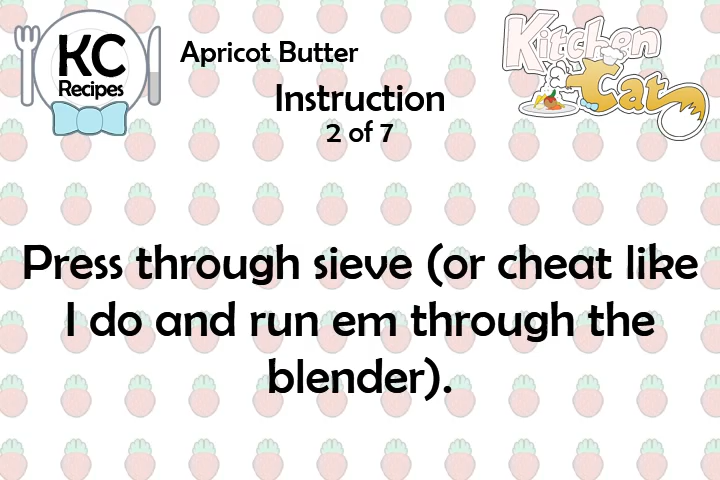 KC
Recipes
Apricot Butter
Kitchen
Cat
Instruction
2 of 7
Press through sieve (or cheat like
I do and run em through the
blender).